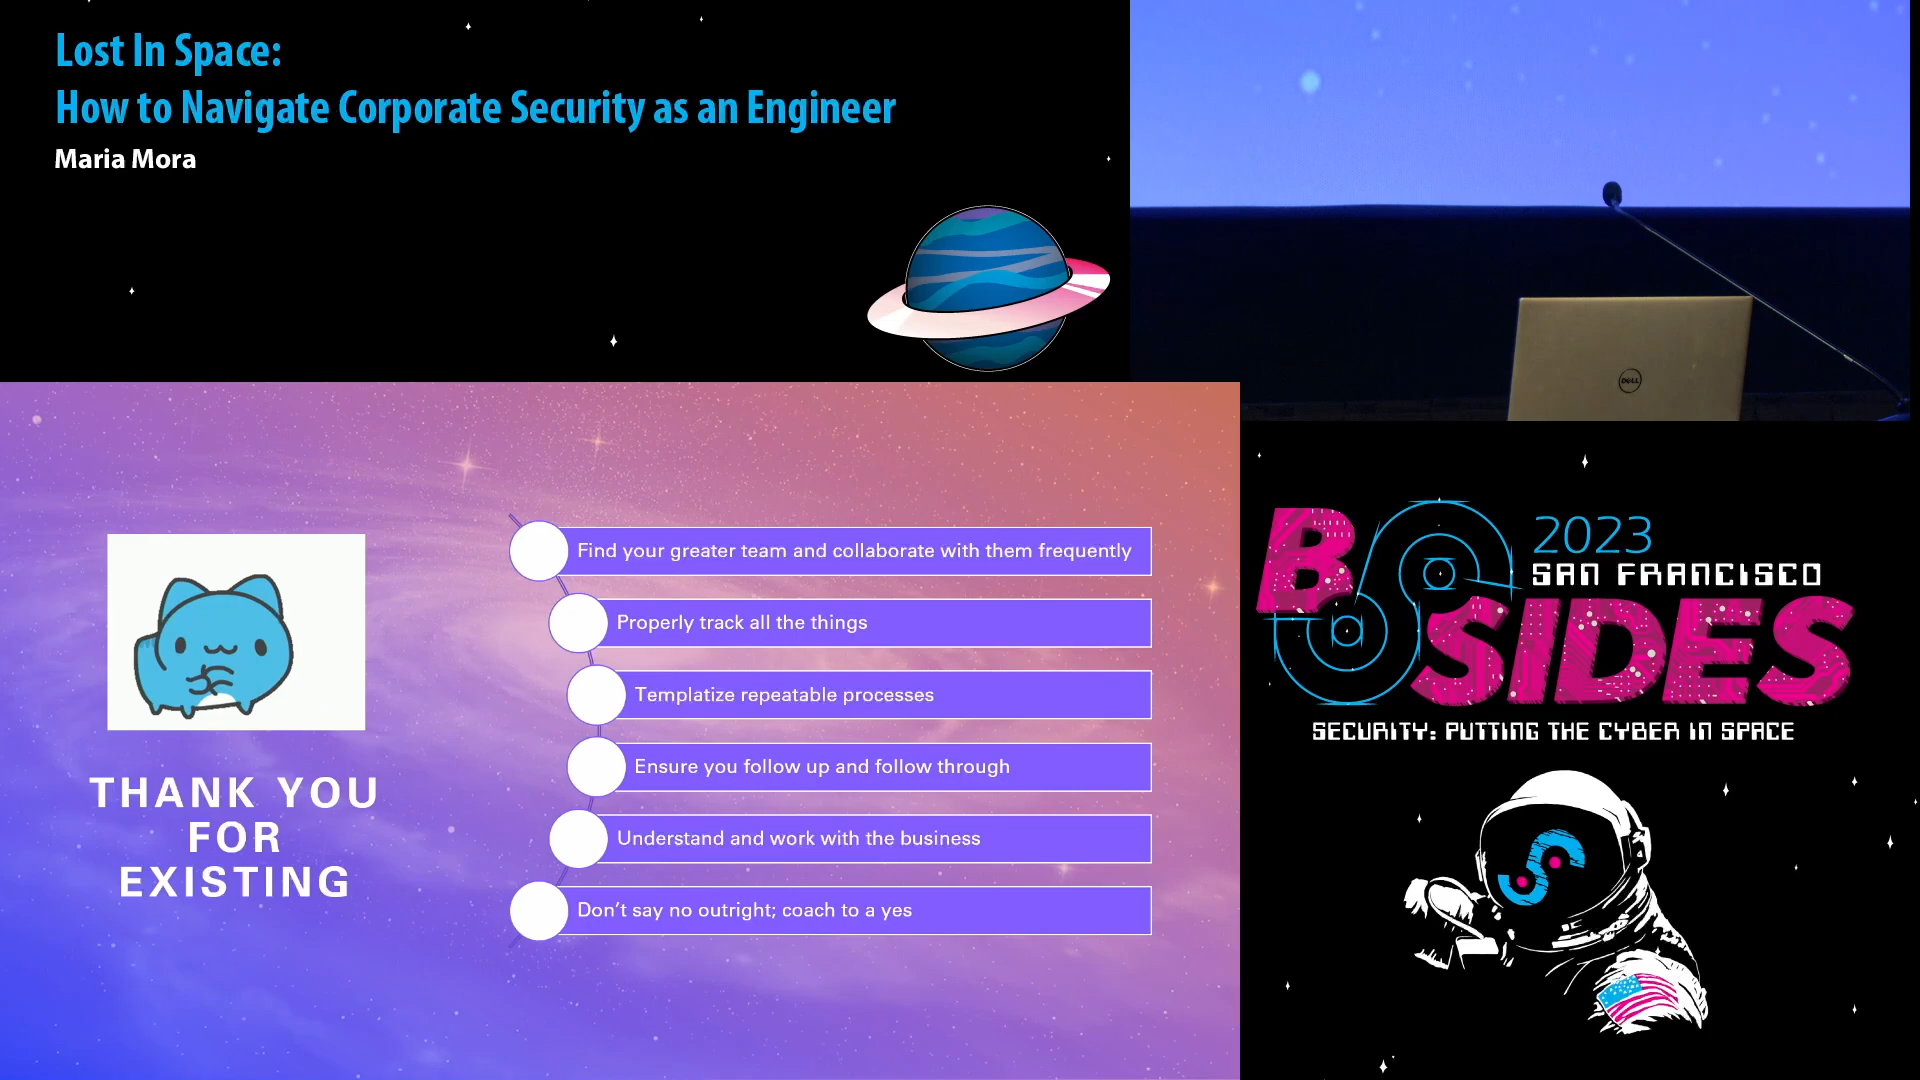 Lost In Space:
How to Navigate Corporate Security as an Engineer
Maria Mora
DELL
THANK YOU
FOR
EXISTING
Find your greater team and collaborate with them frequently
Properly track all the things
Templatize repeatable processes
Ensure you follow up and follow through
Understand and work with the business
Don't say no outright; coach to a yes
2023
SAN FRANCISCO
BSIDES
SECURITY: PUTTING THE CYBER IN SPACE